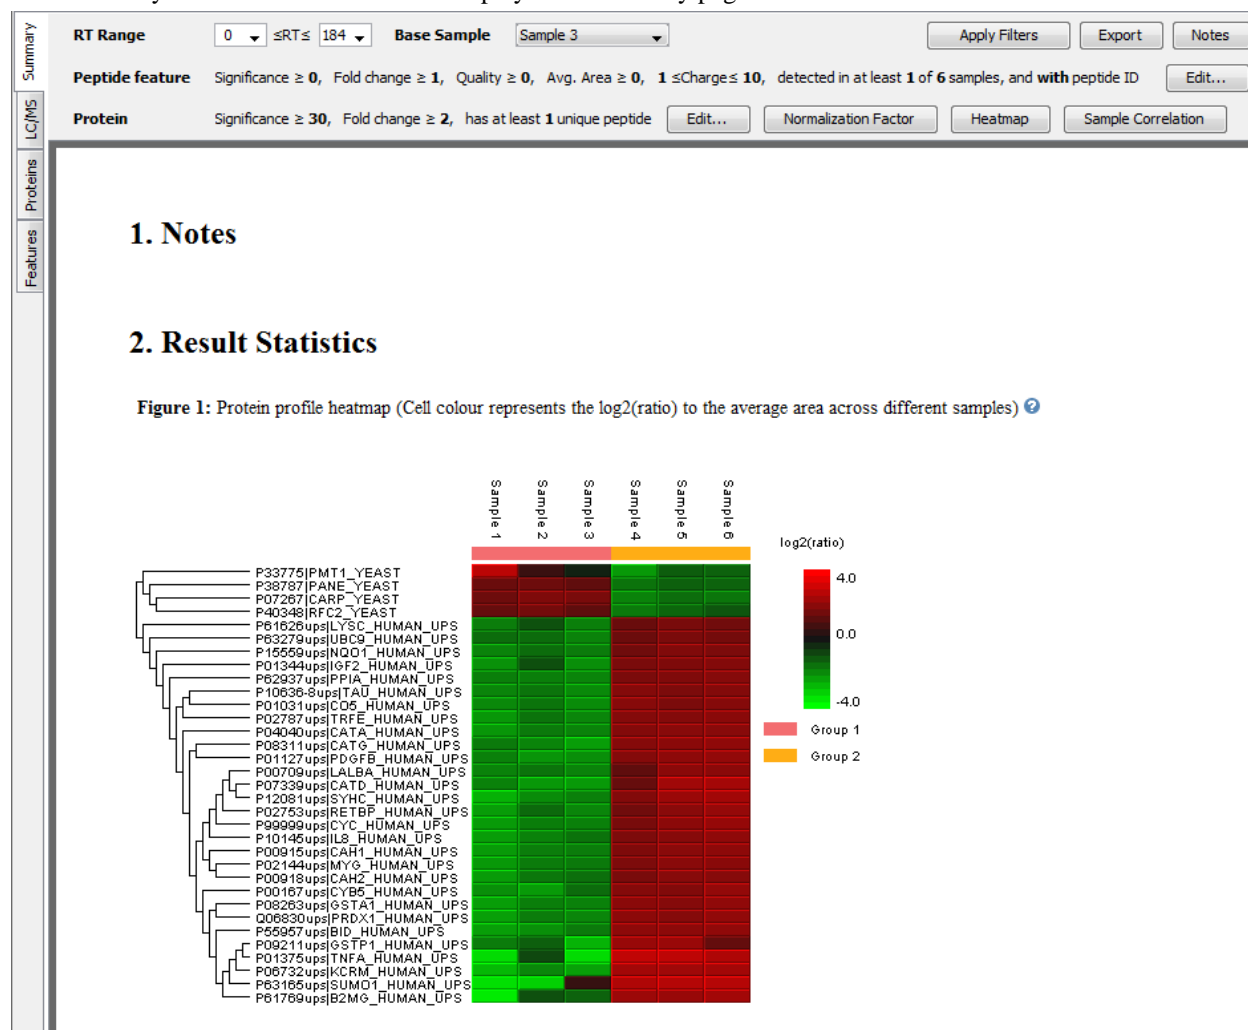 Summary
LC/MS
Proteins
Features
RT Range 0 ≤RT≤ 184 Base Sample Sample 3 Apply Filters Export Notes
Peptide feature Significance ≥ 0, Fold change ≥ 1, Quality ≥ 0, Avg. Area ≥ 0, 1 ≤Charge≤ 10, detected in at least 1 of 6 samples, and with peptide ID Edit...
Protein Significance ≥ 30, Fold change ≥ 2, has at least 1 unique peptide Edit... Normalization Factor Heatmap Sample Correlation
1. Notes
2. Result Statistics
Figure 1: Protein profile heatmap (Cell colour represents the log2(ratio) to the average area across different samples)
Sample 1 Sample 2 Sample 3 Sample 4 Sample 5 Sample 6
log2(ratio)
4.0
0.0
-4.0
Group 1
Group 2
P33775|PMT1_YEAST
P38787|PANE_YEAST
P07267|CARP_YEAST
P40348|RFC2_YEAST
P61626ups|LYSC_HUMAN_UPS
P63279ups|UBC9_HUMAN_UPS
P15559ups|NQO1_HUMAN_UPS
P01344ups|IGF2_HUMAN_UPS
P62937ups|PPIA_HUMAN_UPS
P10636-8ups|TAU_HUMAN_UPS
P01031ups|CO5_HUMAN_UPS
P02787ups|TRFE_HUMAN_UPS
P04040ups|CATA_HUMAN_UPS
P08311ups|CATG_HUMAN_UPS
P01127ups|PDGFB_HUMAN_UPS
P00709ups|LALBA_HUMAN_UPS
P07339ups|CATD_HUMAN_UPS
P12081ups|SYHC_HUMAN_UPS
P02753ups|RETBP_HUMAN_UPS
P99999ups|CYC_HUMAN_UPS
P10145ups|IL8_HUMAN_UPS
P00915ups|CAH1_HUMAN_UPS
P02144ups|MYG_HUMAN_UPS
P00918ups|CAH2_HUMAN_UPS
P00167ups|CYB5_HUMAN_UPS
P08263ups|GSTA1_HUMAN_UPS
Q06830ups|PRDX1_HUMAN_UPS
P55957ups|BID_HUMAN_UPS
P09211ups|GSTP1_HUMAN_UPS
P01375ups|TNFA_HUMAN_UPS
P06732ups|KCRM_HUMAN_UPS
P63165ups|SUMO1_HUMAN_UPS
P61769ups|B2MG_HUMAN_UPS